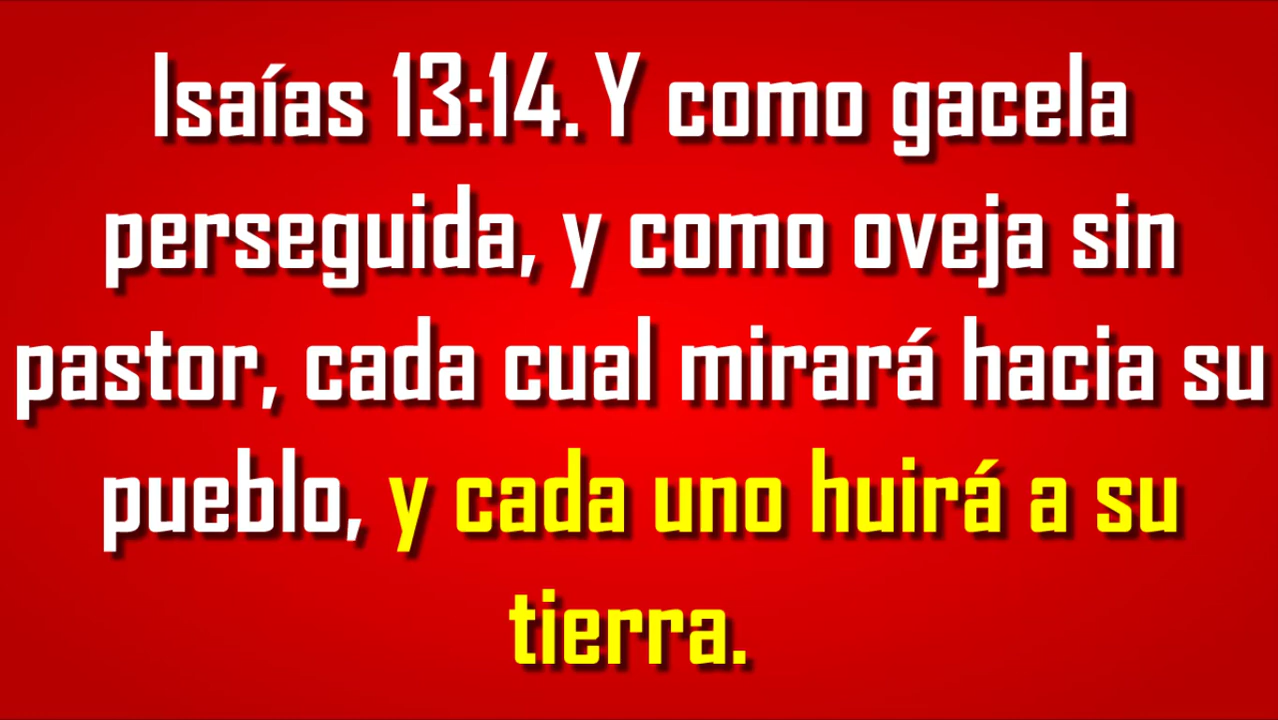 Isaías 13:14. Y como gacela
perseguida, y como oveja sin
pastor, cada cual mirará hacia su
pueblo, y cada uno huirá a su
tierra.